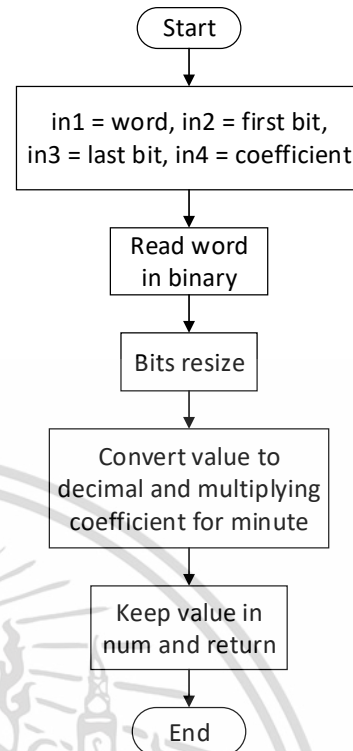 Start
in1 = word, in2 = first bit,
in3 = last bit, in4 = coefficient
Read word
in binary
Bits resize
Convert value to
decimal and multiplying
coefficient for minute
Keep value in
num and return
End